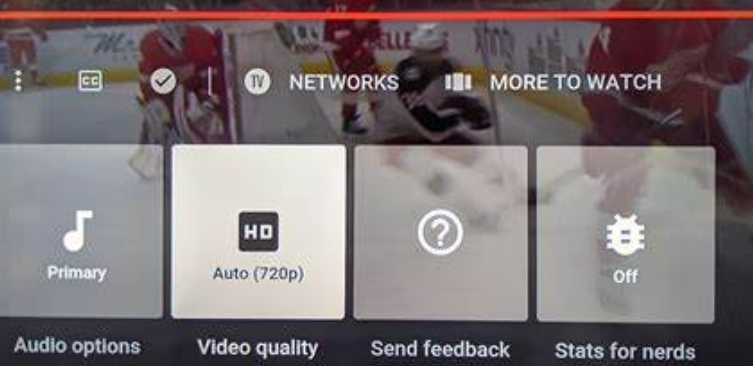 CC
TV NETWORKS
MORE TO WATCH
HD
Primary
Auto (720p)
Off
Audio options
Video quality
Send feedback
Stats for nerds